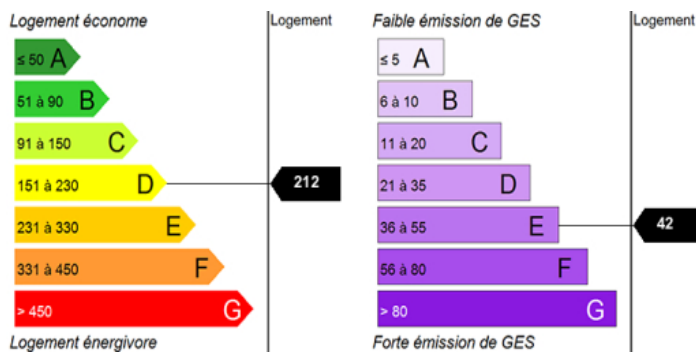 Logement économe
Logement
≤ 50 A
51 à 90 B
91 à 150 C
151 à 230 D
212
231 à 330 E
331 à 450 F
> 450 G
Logement énergivore
Faible émission de GES
Logement
≤ 5 A
6 à 10 B
11 à 20 C
21 à 35 D
36 à 55 E
42
56 à 80 F
> 80 G
Forte émission de GES